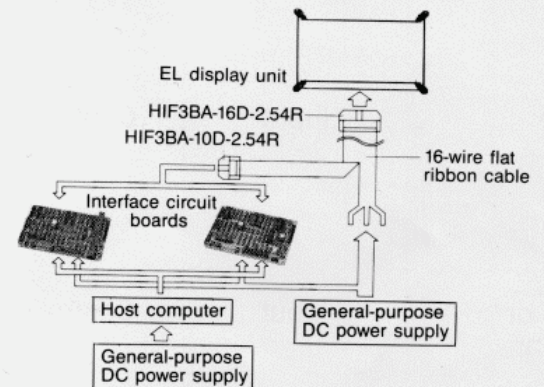 EL display unit
HIF3BA-16D-2.54R
HIF3BA-10D-2.54R
16-wire flat
ribbon cable
Interface circuit
boards
Host computer
General-purpose
DC power supply
General-purpose
DC power supply